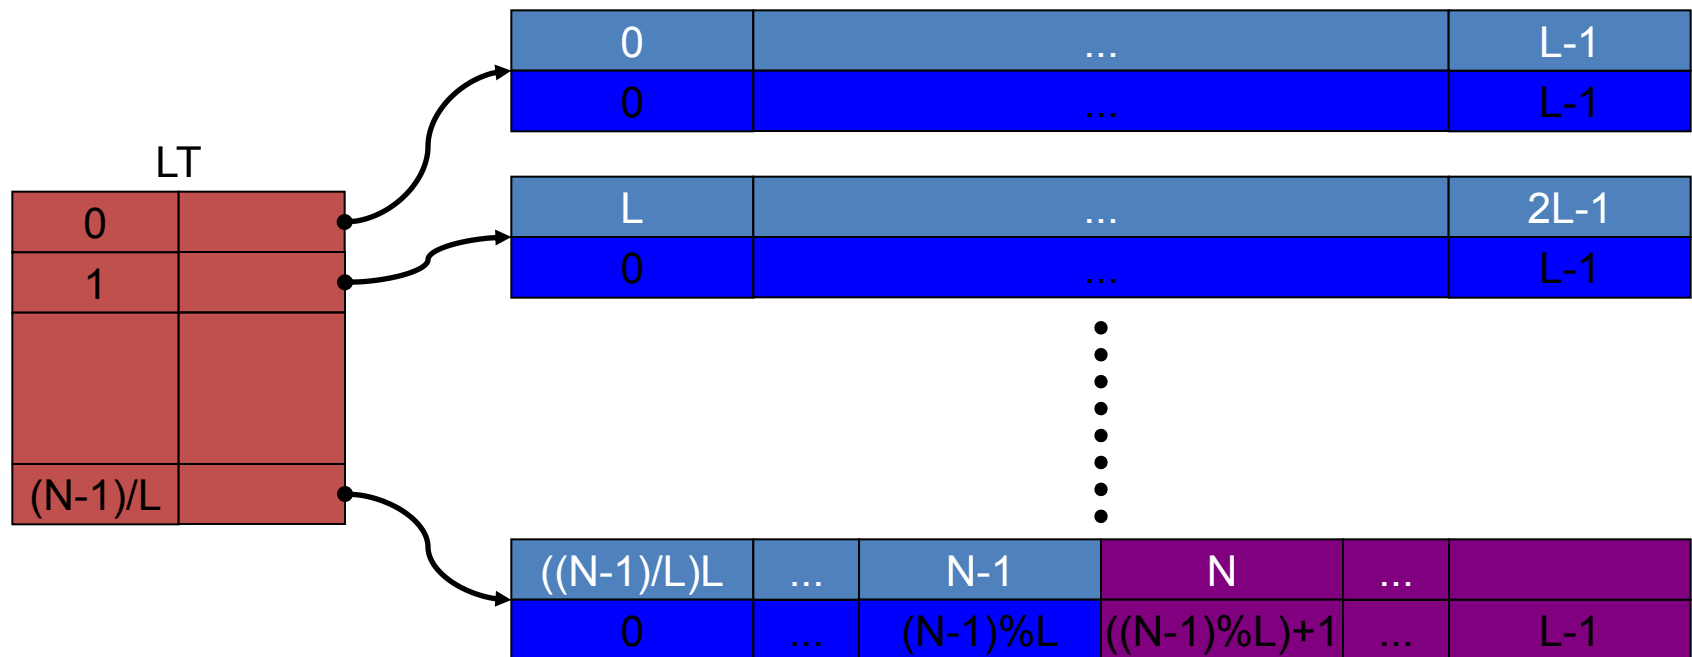 0 ... L-1
0 ... L-1
LT
0
L ... 2L-1
1
0 ... L-1
(N-1)/L
((N-1)/L)L ... N-1 N ...
0 ... (N-1)%L ((N-1)%L)+1 ... L-1